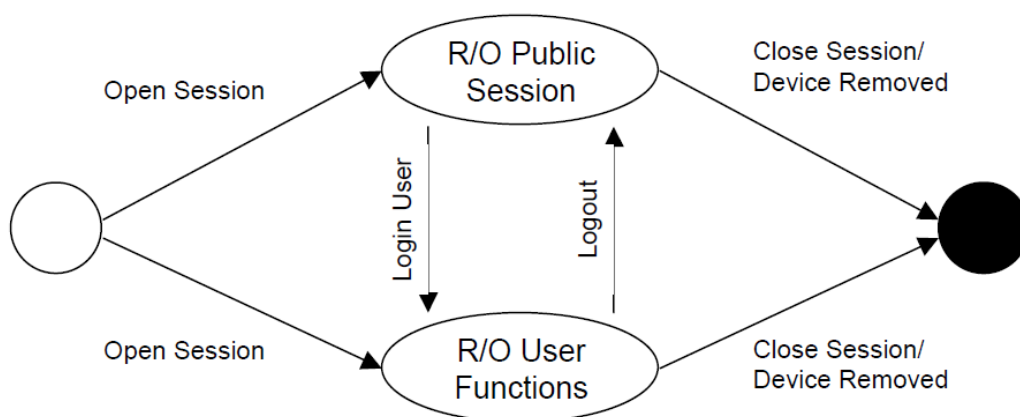 R/O Public
Session
Close Session/
Device Removed
Open Session
Login User
Logout
Open Session
R/O User
Functions
Close Session/
Device Removed